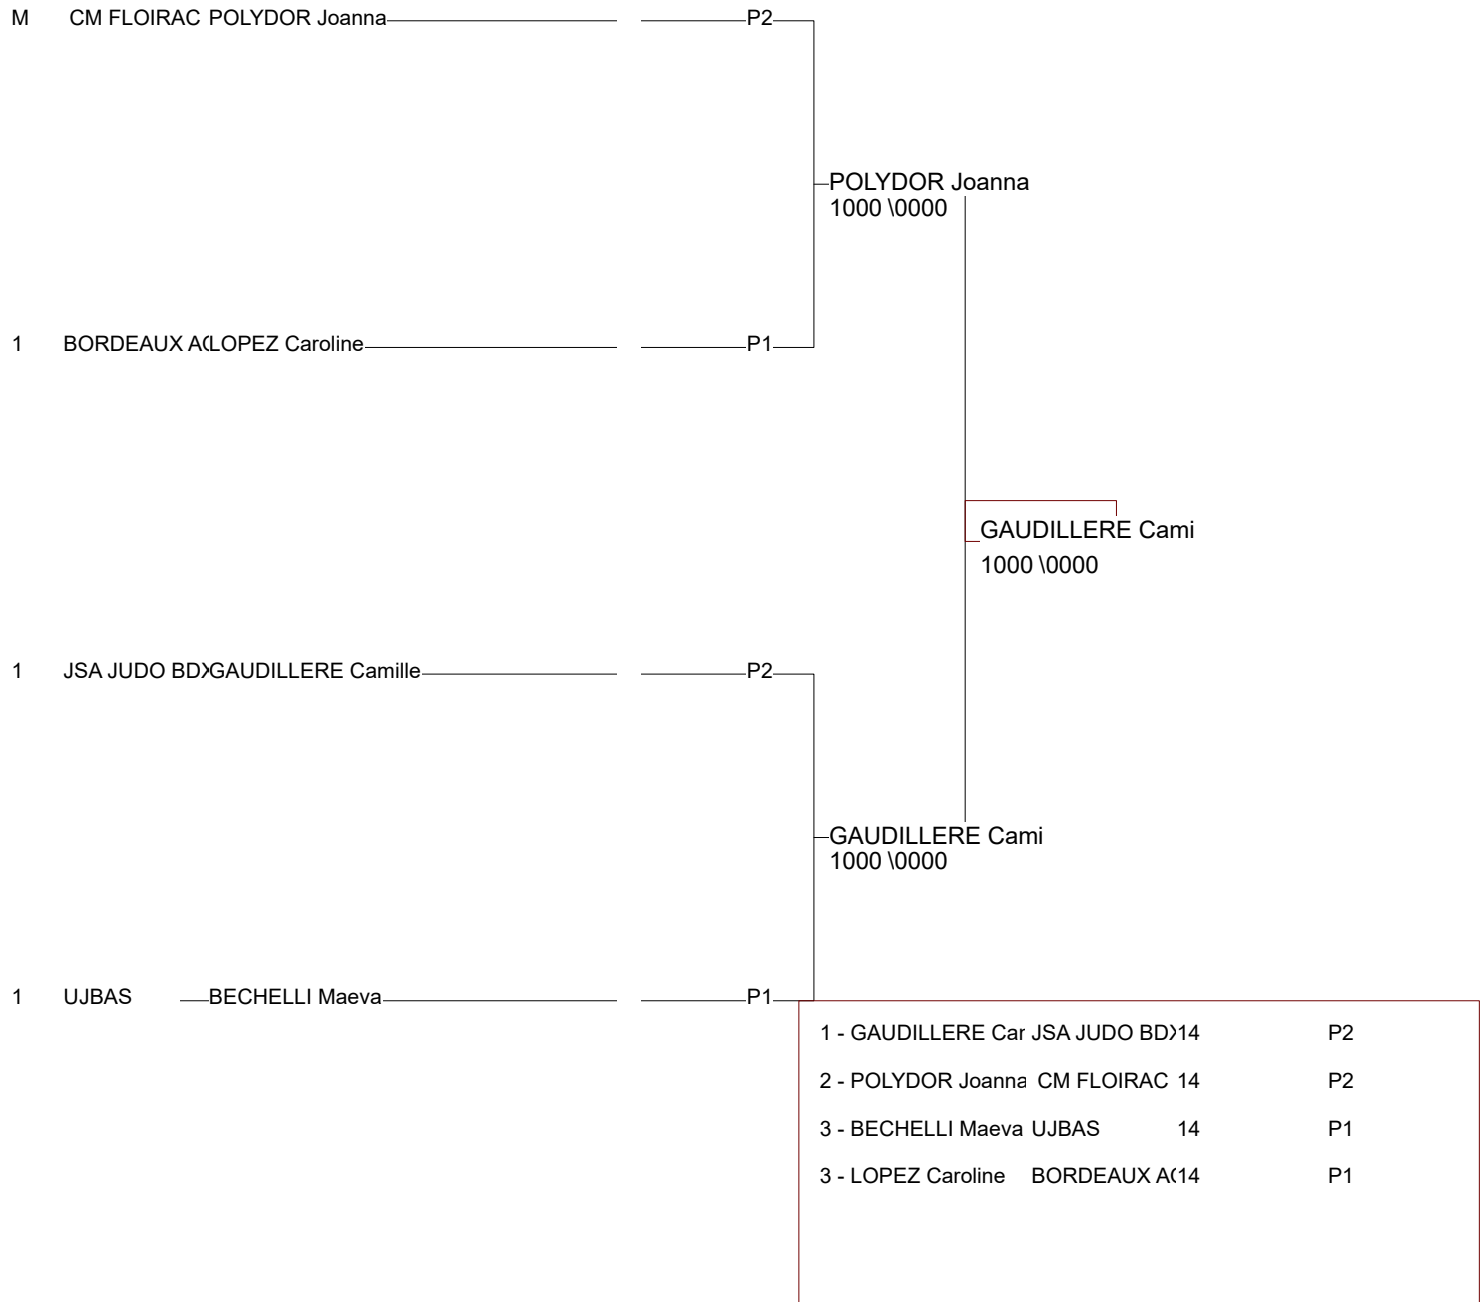 M CM FLOIRAC POLYDOR Joanna P2
POLYDOR Joanna
1000 \0000
1 BORDEAUX A( LOPEZ Caroline P1
GAUDILLERE Cami
1000 \0000
1 JSA JUDO BDX GAUDILLERE Camille P2
GAUDILLERE Cami
1000 \0000
1 UJBAS BECHELLI Maeva P1
1 - GAUDILLERE Car JSA JUDO BDX 14 P2
2 - POLYDOR Joanna CM FLOIRAC 14 P2
3 - BECHELLI Maeva UJBAS 14 P1
3 - LOPEZ Caroline BORDEAUX A( 14 P1